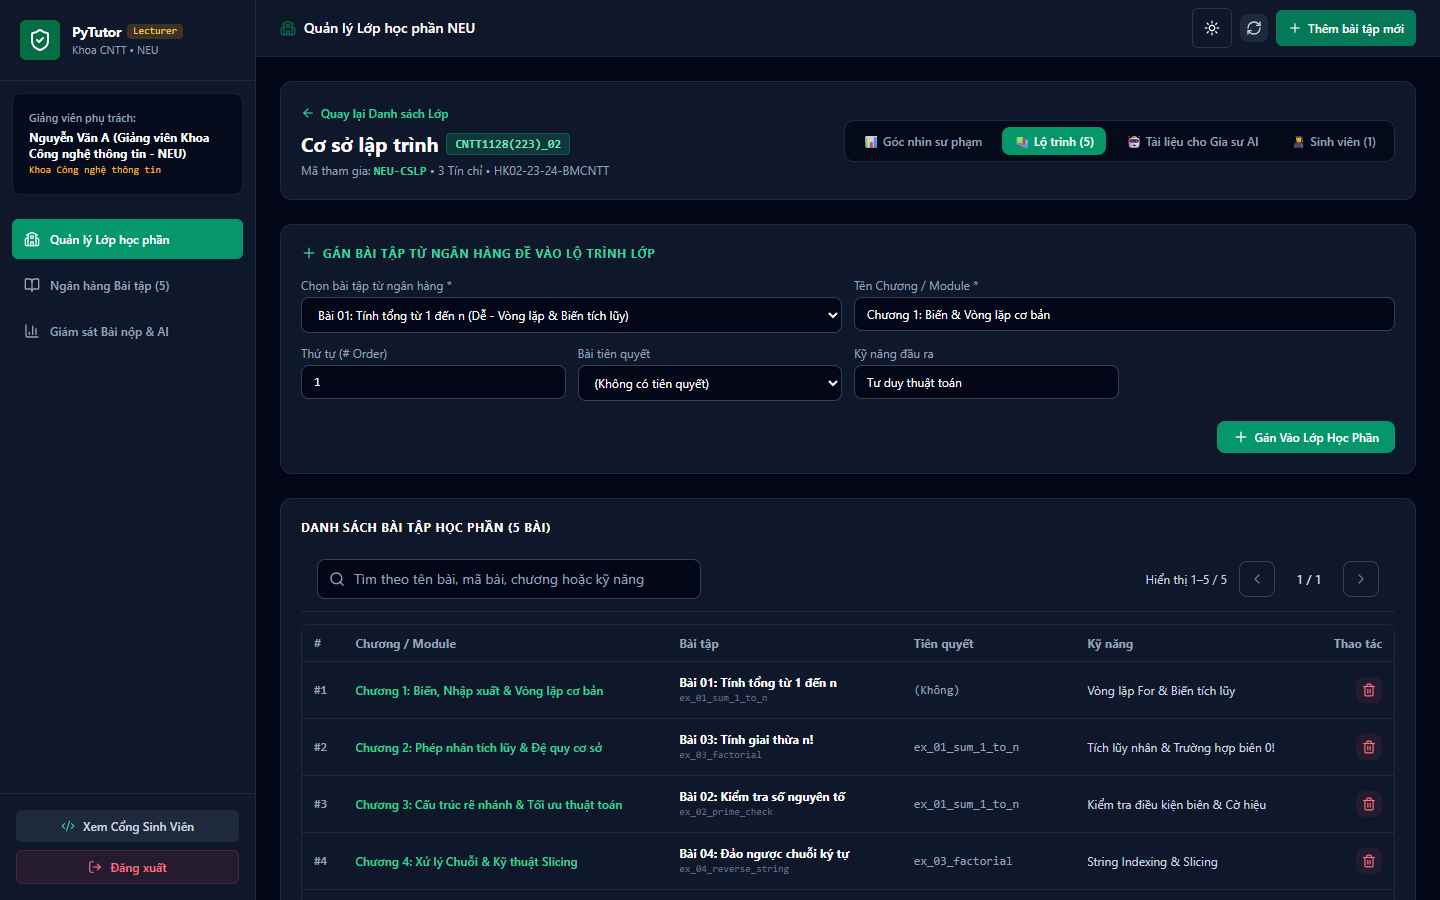 PyTutor Lecturer
Khoa CNTT • NEU
Giảng viên phụ trách:
Nguyễn Văn A (Giảng viên Khoa
Công nghệ thông tin - NEU)
Khoa Công nghệ thông tin
Quản lý Lớp học phần
Ngân hàng Bài tập (5)
Giám sát Bài nộp & AI
Xem Cổng Sinh Viên
Đăng xuất
Quản lý Lớp học phần NEU
Thêm bài tập mới
Quay lại Danh sách Lớp
Cơ sở lập trình CNTT1128(223)_02
Mã tham gia: NEU-CSLP • 3 Tín chỉ • HK02-23-24-BMCNTT
Góc nhìn sư phạm
Lộ trình (5)
Tài liệu cho Gia sư AI
Sinh viên (1)
GÁN BÀI TẬP TỪ NGÂN HÀNG ĐỀ VÀO LỘ TRÌNH LỚP
Chọn bài tập từ ngân hàng *
Bài 01: Tính tổng từ 1 đến n (Dễ - Vòng lặp & Biến tích lũy)
Tên Chương / Module *
Chương 1: Biến & Vòng lặp cơ bản
Thứ tự (# Order)
1
Bài tiên quyết
(Không có tiên quyết)
Kỹ năng đầu ra
Tư duy thuật toán
Gán Vào Lớp Học Phần
DANH SÁCH BÀI TẬP HỌC PHẦN (5 BÀI)
Tìm theo tên bài, mã bài, chương hoặc kỹ năng
Hiển thị 1–5 / 5
1 / 1
# Chương / Module Bài tập Tiên quyết Kỹ năng Thao tác
#1 Chương 1: Biến, Nhập xuất & Vòng lặp cơ bản Bài 01: Tính tổng từ 1 đến n (Không) Vòng lặp For & Biến tích lũy
ex_01_sum_1_to_n
#2 Chương 2: Phép nhân tích lũy & Đệ quy cơ sở Bài 03: Tính giai thừa n! ex_01_sum_1_to_n Tích lũy nhân & Trường hợp biên 0!
ex_03_factorial
#3 Chương 3: Cấu trúc rẽ nhánh & Tối ưu thuật toán Bài 02: Kiểm tra số nguyên tố ex_01_sum_1_to_n Kiểm tra điều kiện biên & Cờ hiệu
ex_02_prime_check
#4 Chương 4: Xử lý Chuỗi & Kỹ thuật Slicing Bài 04: Đảo ngược chuỗi ký tự ex_03_factorial String Indexing & Slicing
ex_04_reverse_string